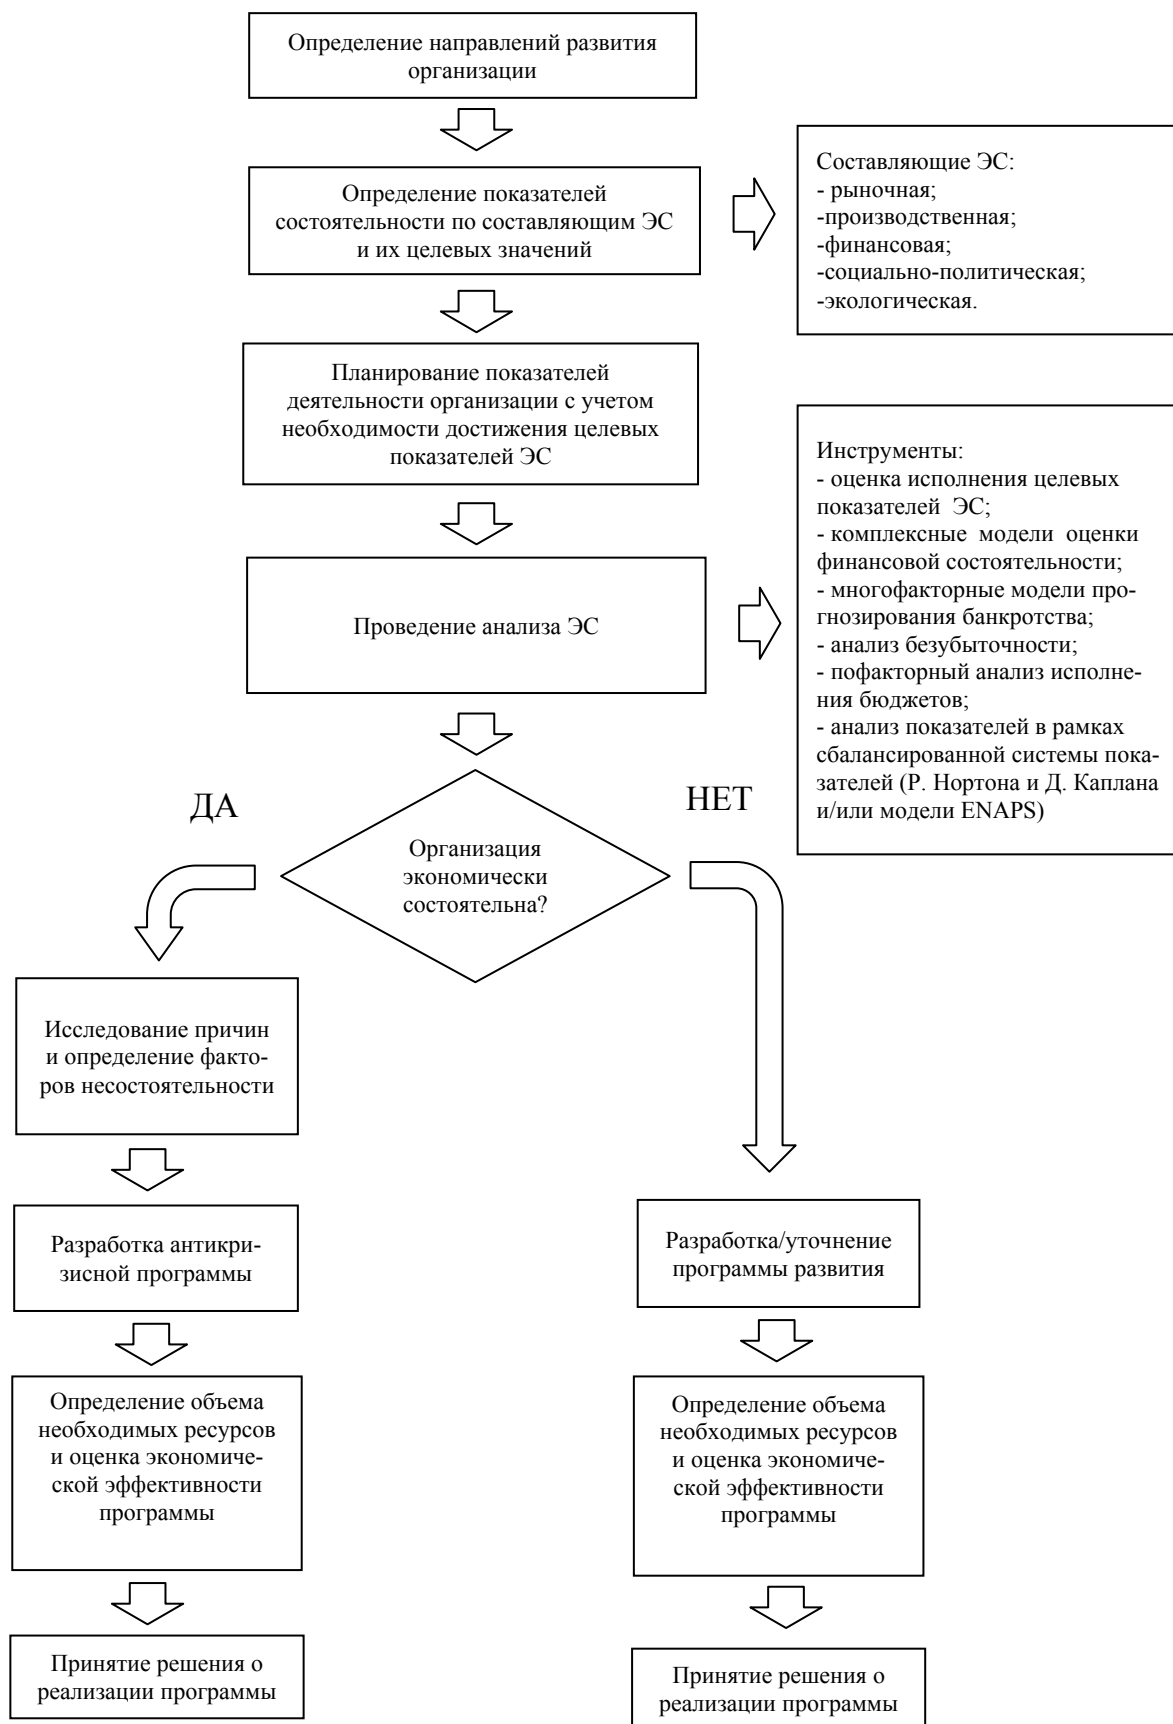 Определение направлений развития
организации
Определение показателей
состоятельности по составляющим ЭС
и их целевых значений
Составляющие ЭС:
- рыночная;
-производственная;
-финансовая;
-социально-политическая;
-экологическая.
Планирование показателей
деятельности организации с учетом
необходимости достижения целевых
показателей ЭС
Проведение анализа ЭС
Инструменты:
- оценка исполнения целевых
показателей ЭС;
- комплексные модели оценки
финансовой состоятельности;
- многофакторные модели про-
гнозирования банкротства;
- анализ безубыточности;
- пофакторный анализ исполне-
ния бюджетов;
- анализ показателей в рамках
сбалансированной системы пока-
зателей (Р. Нортона и Д. Каплана
и/или модели ENAPS)
ДА
НЕТ
Организация
экономически
состоятельна?
Исследование причин
и определение факто-
ров несостоятельности
Разработка антикри-
зисной программы
Определение объема
необходимых ресурсов
и оценка экономиче-
ской эффективности
программы
Принятие решения о
реализации программы
Разработка/уточнение
программы развития
Определение объема
необходимых ресурсов
и оценка экономиче-
ской эффективности
программы
Принятие решения о
реализации программы